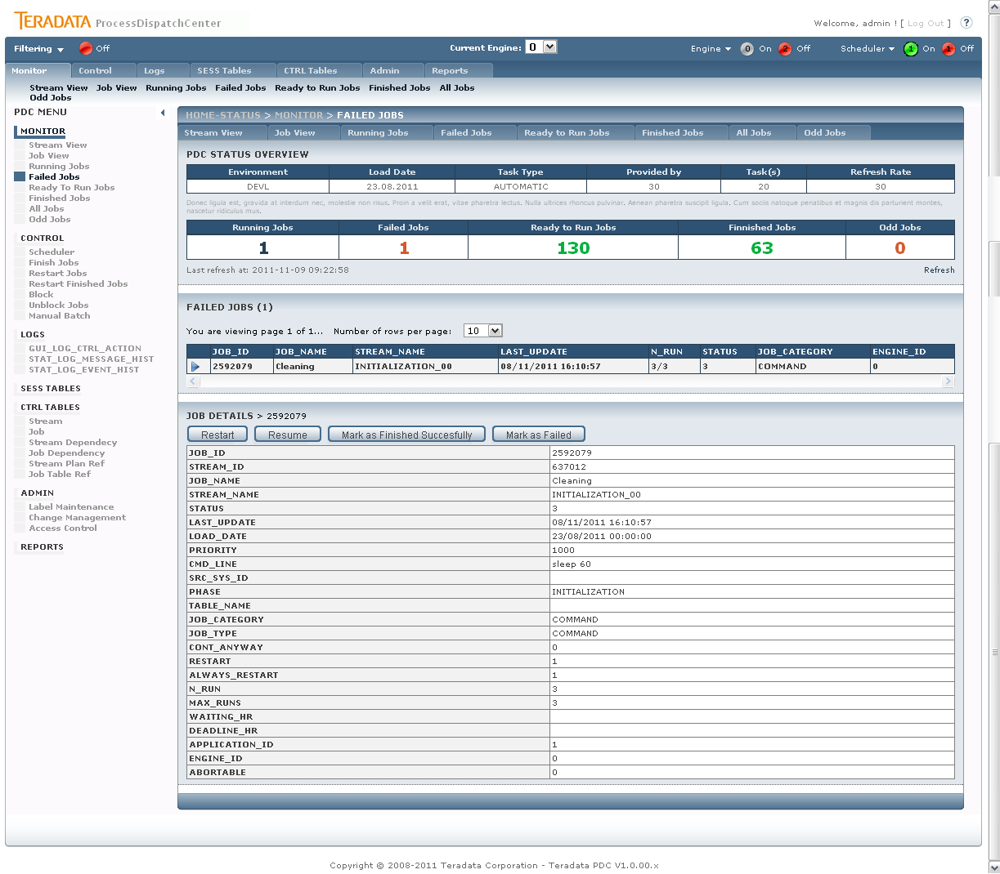 TERADATA ProcessDispatchCenter
Welcome, admin ! [ Log Out ] ?
Filtering Off Current Engine: 0 Engine 0 On 2 Off Scheduler 1 On 1 Off
Monitor Control Logs SESS Tables CTRL Tables Admin Reports
Stream View Job View Running Jobs Failed Jobs Ready to Run Jobs Finished Jobs All Jobs
Odd Jobs
PDC MENU
MONITOR
Stream View
Job View
Running Jobs
Failed Jobs
Ready To Run Jobs
Finished Jobs
All Jobs
Odd Jobs
CONTROL
Scheduler
Finish Jobs
Restart Jobs
Restart Finished Jobs
Block
Unblock Jobs
Manual Batch
LOGS
GUI_LOG_CTRL_ACTION
STAT_LOG_MESSAGE_HIST
STAT_LOG_EVENT_HIST
SESS TABLES
CTRL TABLES
Stream
Job
Stream Dependecy
Job Dependency
Stream Plan Ref
Job Table Ref
ADMIN
Label Maintenance
Change Management
Access Control
REPORTS
HOME-STATUS > MONITOR > FAILED JOBS
Stream View Job View Running Jobs Failed Jobs Ready to Run Jobs Finished Jobs All Jobs Odd Jobs
PDC STATUS OVERVIEW
Environment Load Date Task Type Provided by Task(s) Refresh Rate
DEVL 23.08.2011 AUTOMATIC 30 20 30
Donec ligula est, gravida at interdum nec, molestie non risus. Proin a velit erat, vitae pharetra lectus. Nulla ultrices rhoncus pulvinar. Aenean pharetra suscipit ligula. Cum sociis natoque penatibus et magnis dis parturient montes,
nascetur ridiculus mus.
Running Jobs Failed Jobs Ready to Run Jobs Finnished Jobs Odd Jobs
1 1 130 63 0
Last refresh at: 2011-11-09 09:22:58 Refresh
FAILED JOBS (1)
You are viewing page 1 of 1... Number of rows per page: 10
JOB_ID JOB_NAME STREAM_NAME LAST_UPDATE N_RUN STATUS JOB_CATEGORY ENGINE_ID
2592079 Cleaning INITIALIZATION_00 08/11/2011 16:10:57 3/3 3 COMMAND 0
JOB DETAILS > 2592079
Restart Resume Mark as Finished Succesfully Mark as Failed
JOB_ID 2592079
STREAM_ID 637012
JOB_NAME Cleaning
STREAM_NAME INITIALIZATION_00
STATUS 3
LAST_UPDATE 08/11/2011 16:10:57
LOAD_DATE 23/08/2011 00:00:00
PRIORITY 1000
CMD_LINE sleep 60
SRC_SYS_ID
PHASE INITIALIZATION
TABLE_NAME
JOB_CATEGORY COMMAND
JOB_TYPE COMMAND
CONT_ANYWAY 0
RESTART 1
ALWAYS_RESTART 1
N_RUN 3
MAX_RUNS 3
WAITING_HR
DEADLINE_HR
APPLICATION_ID 1
ENGINE_ID 0
ABORTABLE 0
Copyright © 2008-2011 Teradata Corporation - Teradata PDC V1.0.00.x